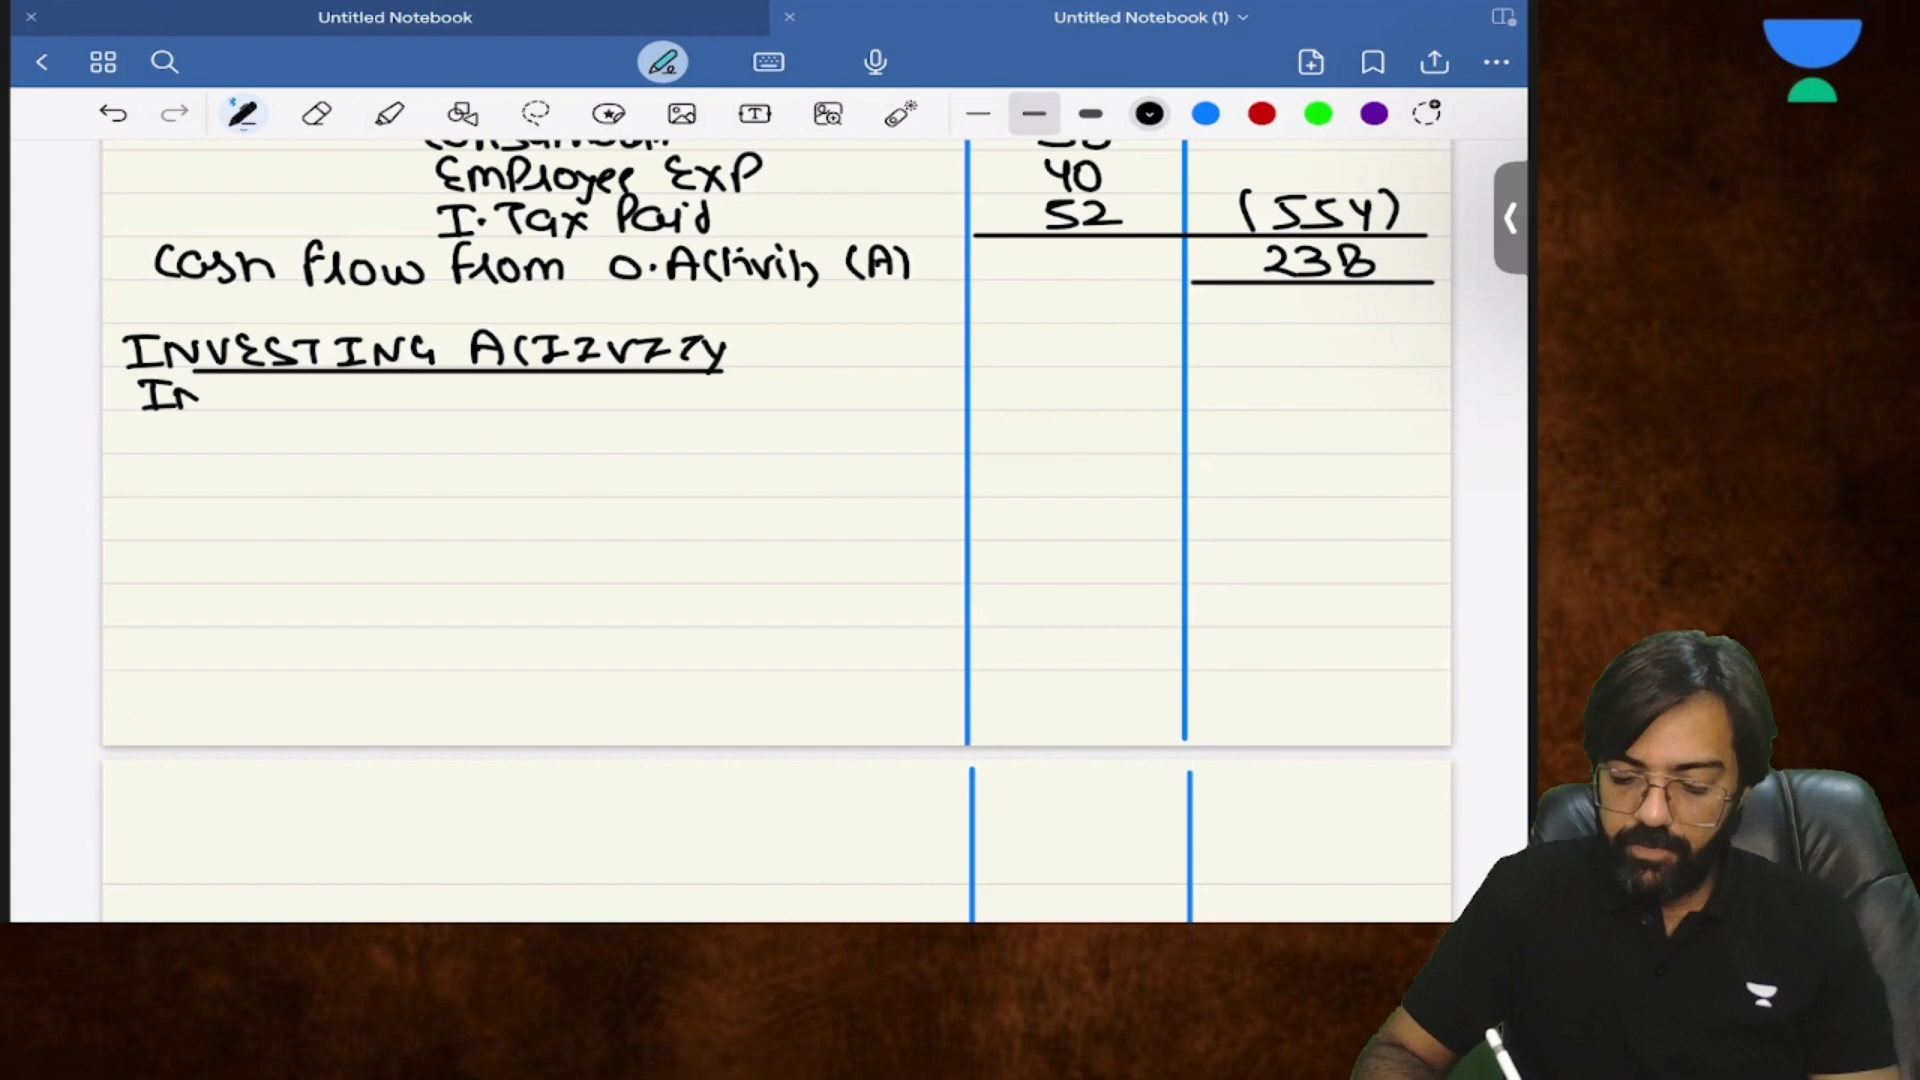 Untitled Notebook
Untitled Notebook (1)
Employee Exp 40
I. Tax Paid 52 (554)
Cash flow from O. Activity (A) 238
INVESTING ACTIVITY
In